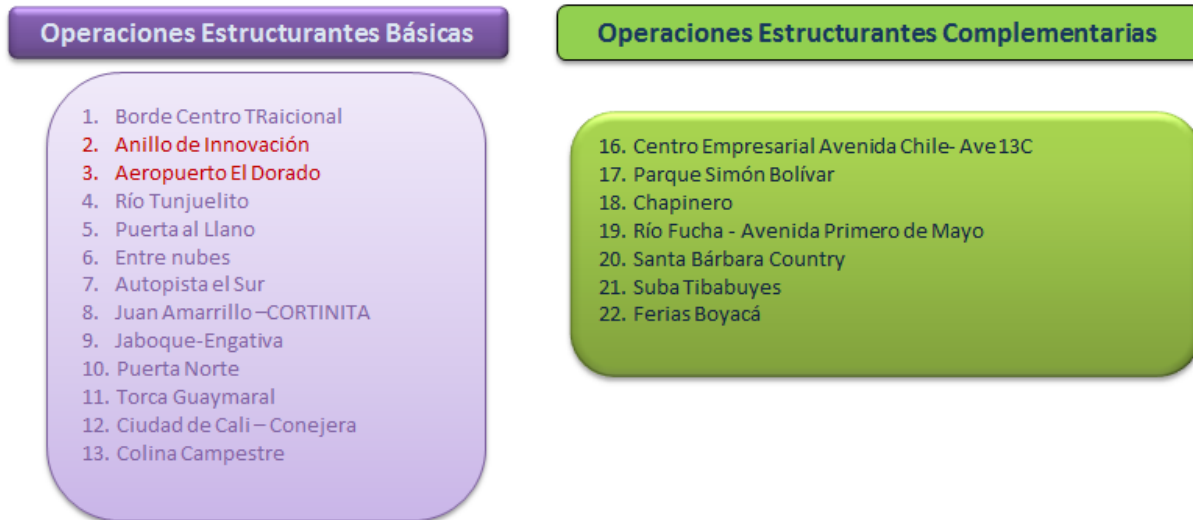 Operaciones Estructurantes Básicas
1. Borde Centro TRaicional
2. Anillo de Innovación
3. Aeropuerto El Dorado
4. Río Tunjuelito
5. Puerta al Llano
6. Entre nubes
7. Autopista el Sur
8. Juan Amarrillo –CORTINITA
9. Jaboque-Engativa
10. Puerta Norte
11. Torca Guaymaral
12. Ciudad de Cali – Conejera
13. Colina Campestre
Operaciones Estructurantes Complementarias
16. Centro Empresarial Avenida Chile- Ave 13C
17. Parque Simón Bolívar
18. Chapinero
19. Río Fucha - Avenida Primero de Mayo
20. Santa Bárbara Country
21. Suba Tibabuyes
22. Ferias Boyacá